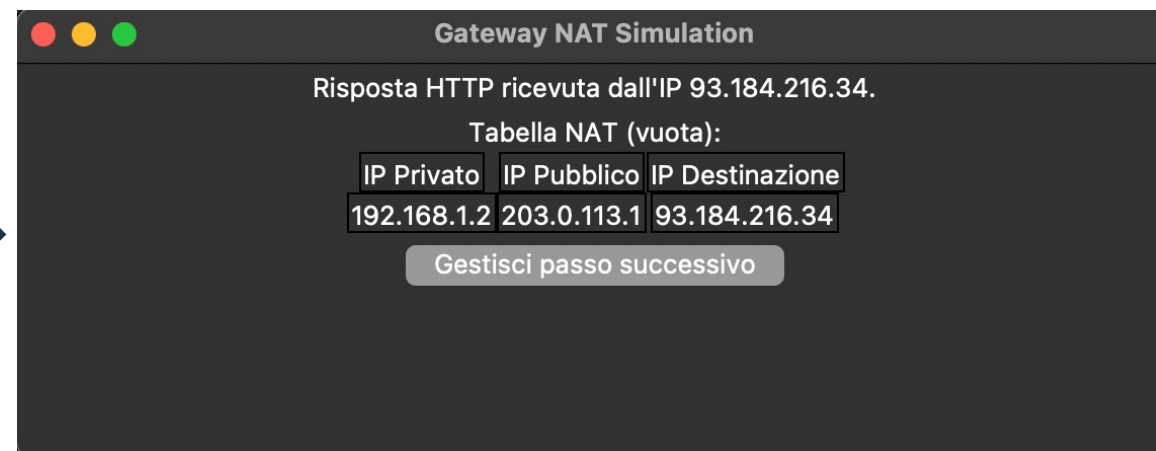 Gateway NAT Simulation
Risposta HTTP ricevuta dall'IP 93.184.216.34.
Tabella NAT (vuota):
IP Privato IP Pubblico IP Destinazione
192.168.1.2 203.0.113.1 93.184.216.34
Gestisci passo successivo